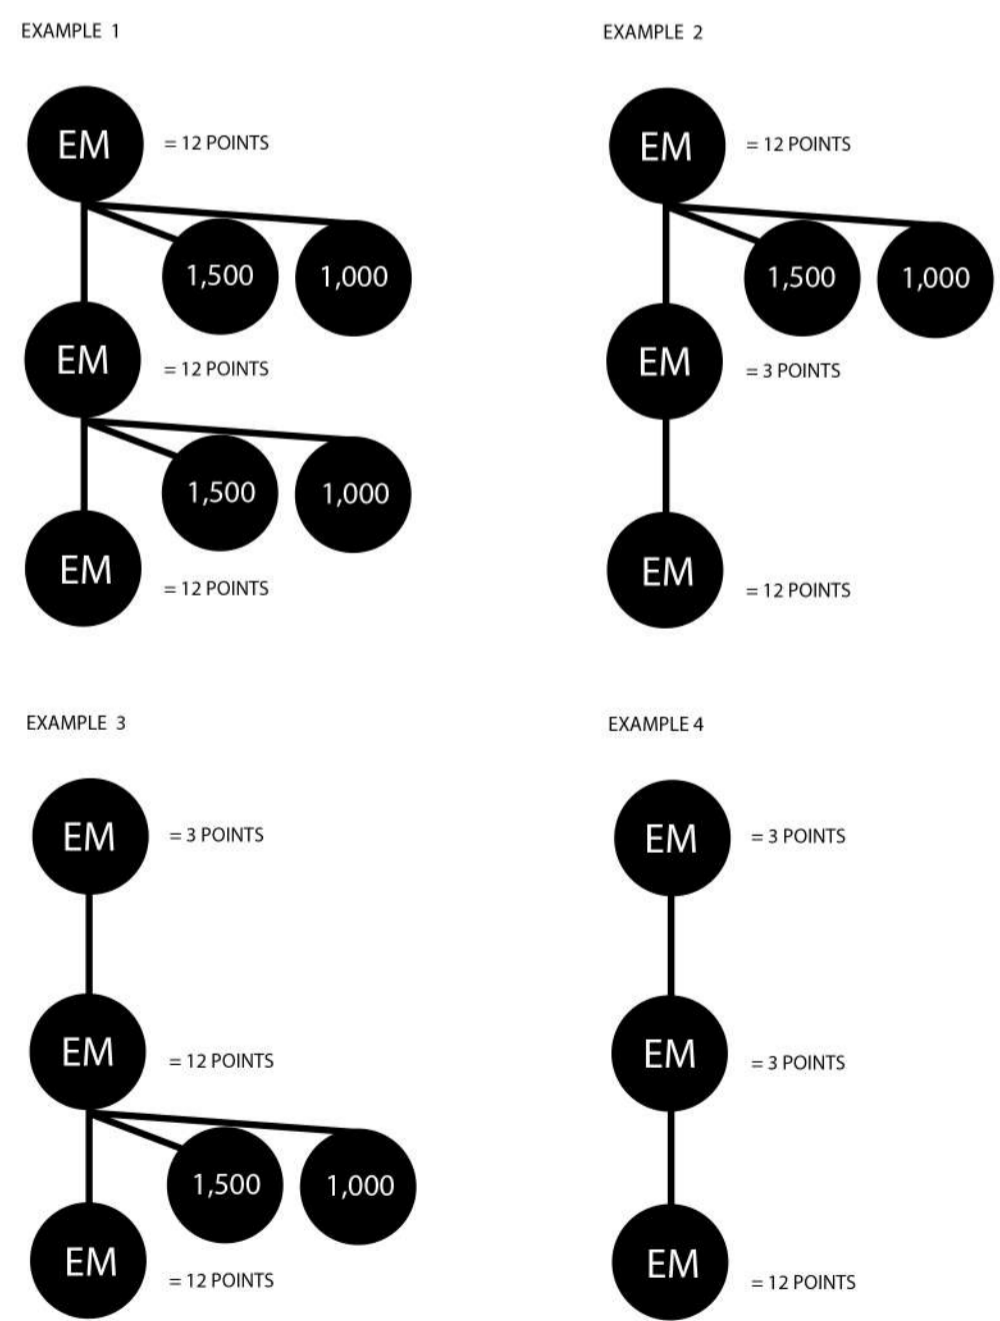 EXAMPLE 1
EM
= 12 POINTS
1,500
1,000
EM
= 12 POINTS
1,500
1,000
EM
= 12 POINTS
EXAMPLE 2
EM
= 12 POINTS
1,500
1,000
EM
= 3 POINTS
EM
= 12 POINTS
EXAMPLE 3
EM
= 3 POINTS
EM
= 12 POINTS
1,500
1,000
EM
= 12 POINTS
EXAMPLE 4
EM
= 3 POINTS
EM
= 3 POINTS
EM
= 12 POINTS